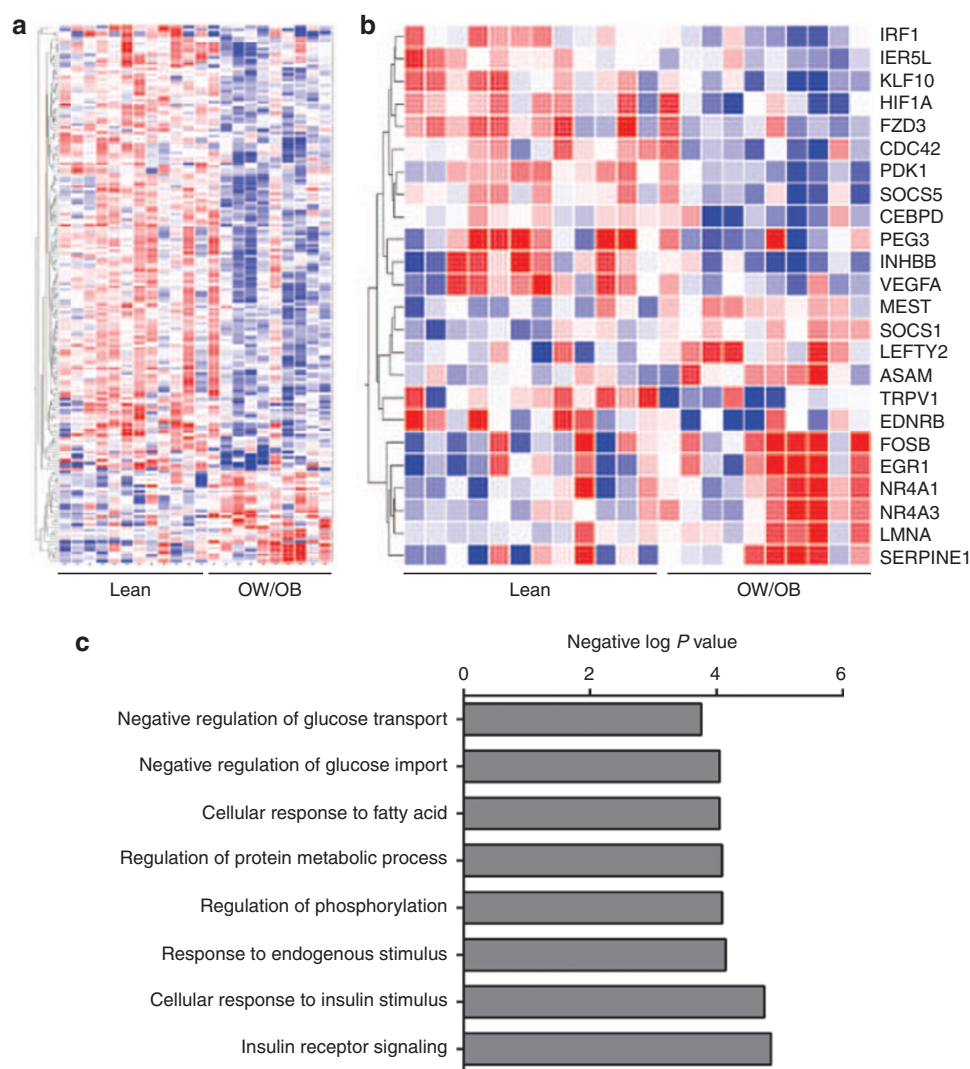 a
b
IRF1
IER5L
KLF10
HIF1A
FZD3
CDC42
PDK1
SOCS5
CEBPD
PEG3
INHBB
VEGFA
MEST
SOCS1
LEFTY2
ASAM
TRPV1
EDNRB
FOSB
EGR1
NR4A1
NR4A3
LMNA
SERPINE1
Lean
OW/OB
Lean
OW/OB
c
Negative log P value
0 2 4 6
Negative regulation of glucose transport
Negative regulation of glucose import
Cellular response to fatty acid
Regulation of protein metabolic process
Regulation of phosphorylation
Response to endogenous stimulus
Cellular response to insulin stimulus
Insulin receptor signaling